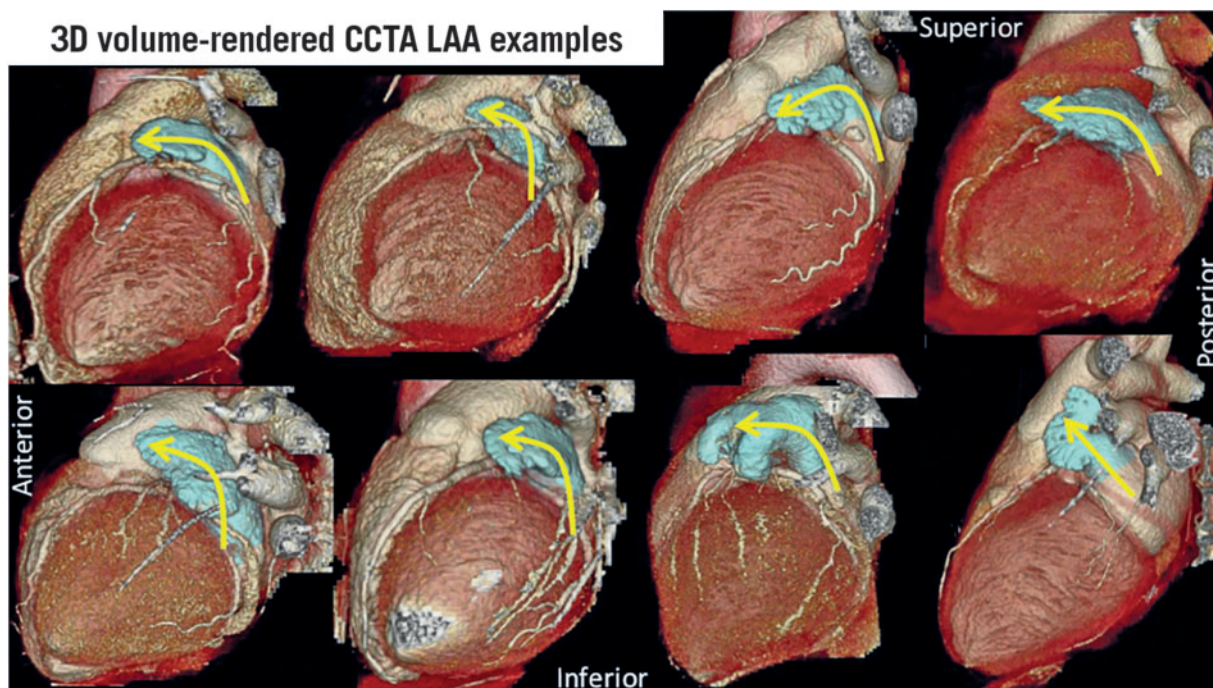 3D volume-rendered CCTA LAA examples
Superior
Anterior
Posterior
Inferior